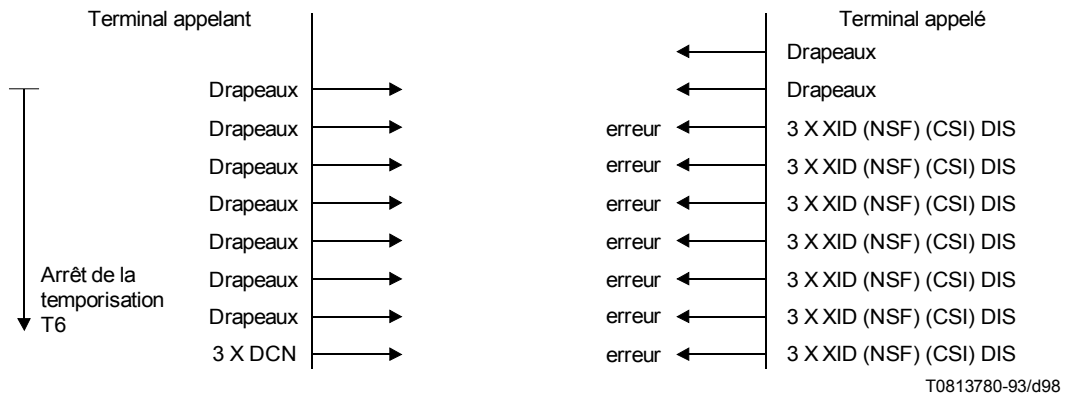 Terminal appelant Terminal appelé
Drapeaux
Drapeaux Drapeaux
Drapeaux erreur 3 X XID (NSF) (CSI) DIS
Drapeaux erreur 3 X XID (NSF) (CSI) DIS
Drapeaux erreur 3 X XID (NSF) (CSI) DIS
Drapeaux erreur 3 X XID (NSF) (CSI) DIS
Drapeaux erreur 3 X XID (NSF) (CSI) DIS
Drapeaux erreur 3 X XID (NSF) (CSI) DIS
3 X DCN erreur 3 X XID (NSF) (CSI) DIS
Arrêt de la
temporisation
T6
T0813780-93/d98